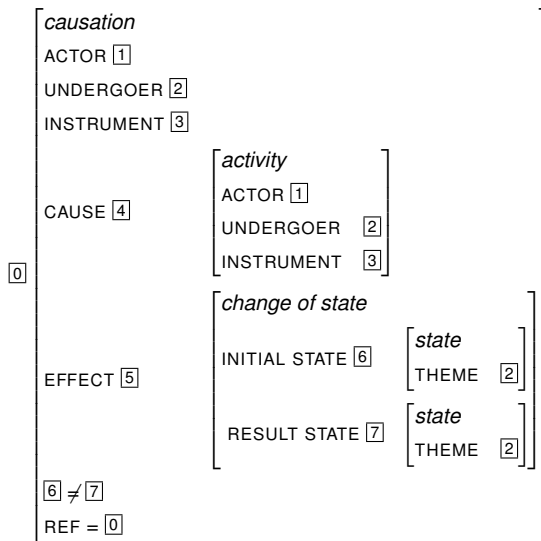 causation
ACTOR 1
UNDERGOER 2
INSTRUMENT 3
CAUSE 4
activity
ACTOR 1
UNDERGOER 2
INSTRUMENT 3
0
EFFECT 5
change of state
INITIAL STATE 6
state
THEME 2
RESULT STATE 7
state
THEME 2
6 ≠ 7
REF = 0